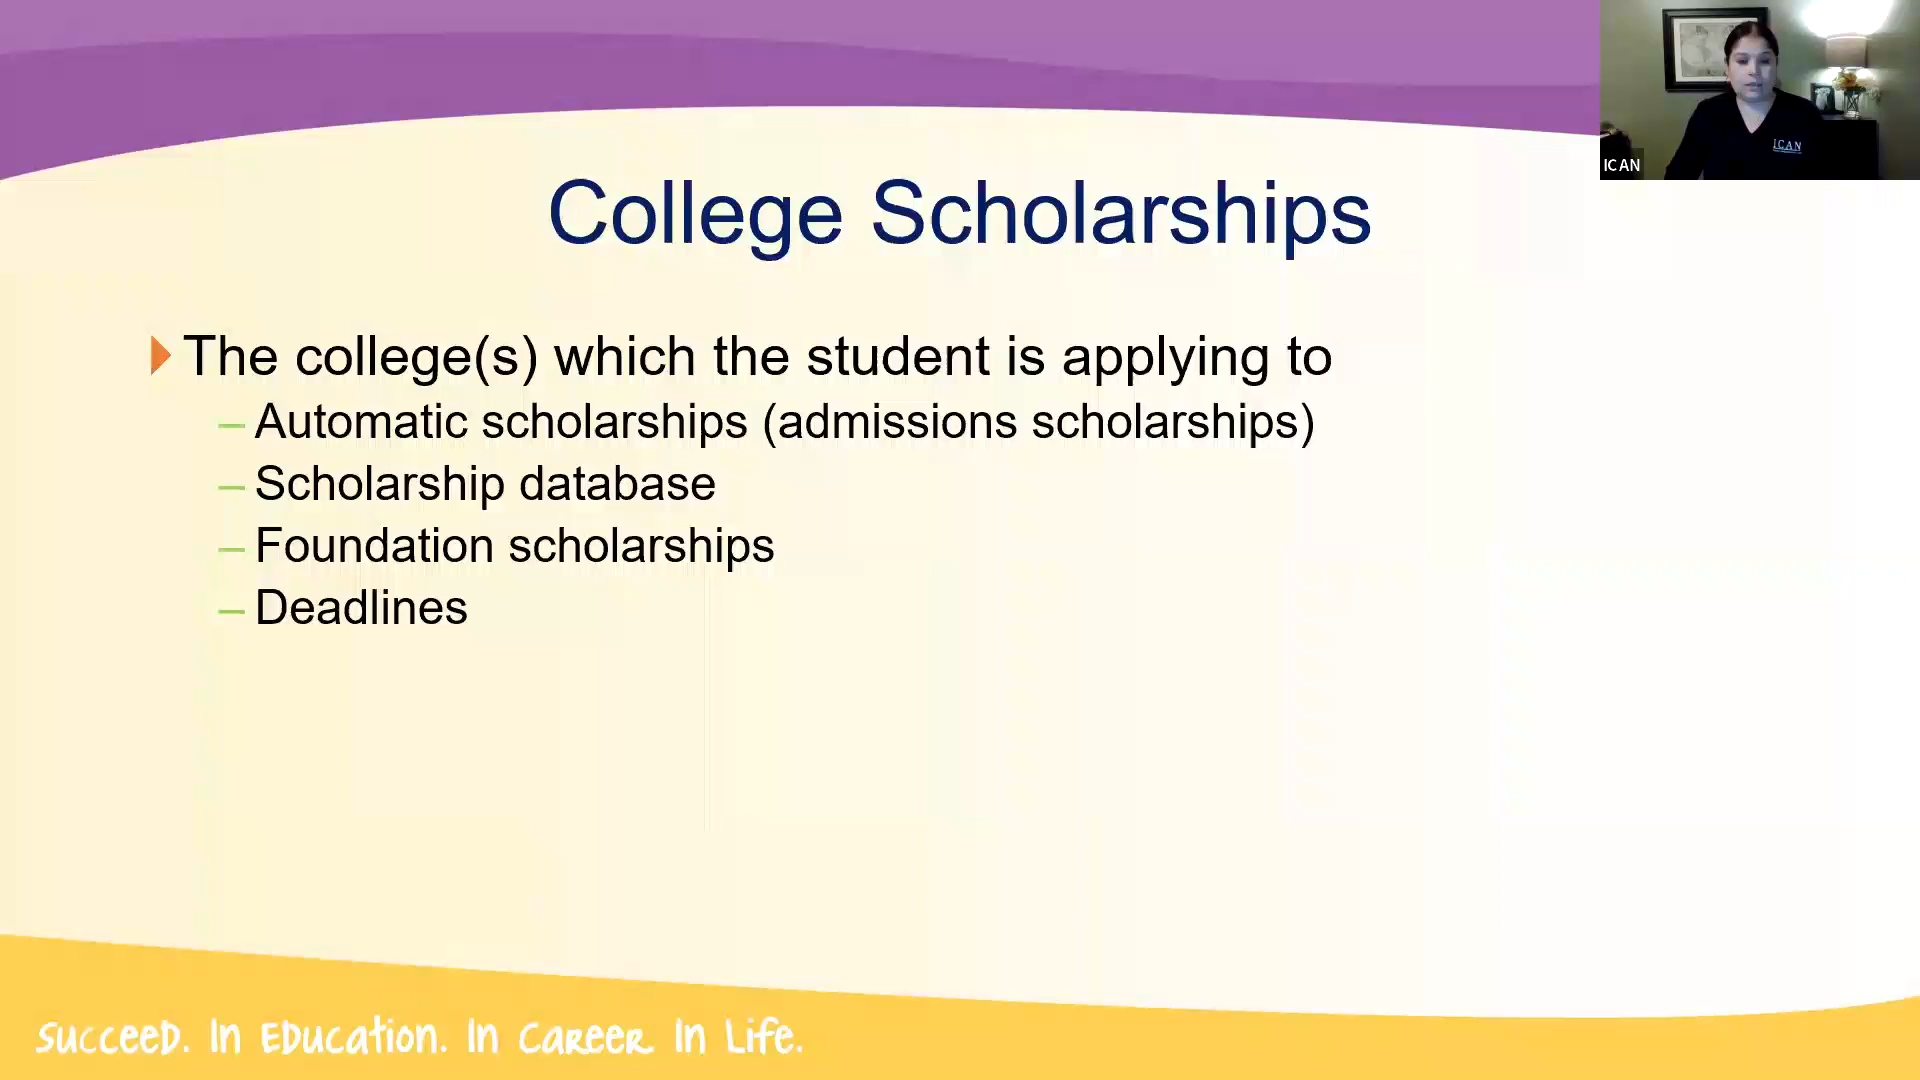 ICAN
ICAN
College Scholarships
The college(s) which the student is applying to
– Automatic scholarships (admissions scholarships)
– Scholarship database
– Foundation scholarships
– Deadlines
Succeed. In Education. In Career. In Life.